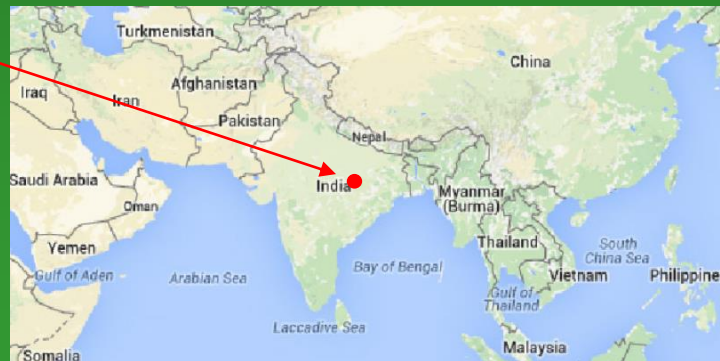 Turkmenistan
China
Afghanistan
Iraq
Iran
Pakistan
Nepal
Saudi Arabia
India
Oman
Myanmar
(Burma)
Yemen
Thailand
South
China Sea
Gulf of Aden
Arabian Sea
Bay of Bengal
Vietnam
Philippine
Gulf of
Thailand
Laccadive Sea
Somalia
Malaysia